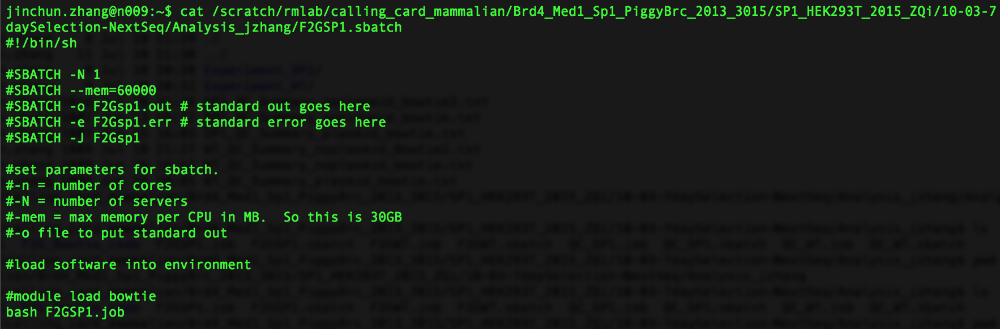 jinchun.zhang@n009:~$ cat /scratch/rmlab/calling_card_mammalian/Brd4_Med1_Sp1_PiggyBrc_2013_3015/SP1_HEK293T_2015_ZQi/10-03-7
daySelection-NextSeq/Analysis_jzhang/F2GSP1.sbatch
#!/bin/sh
#SBATCH -N 1
#SBATCH --mem=60000
#SBATCH -o F2Gsp1.out # standard out goes here
#SBATCH -e F2Gsp1.err # standard error goes here
#SBATCH -J F2Gsp1
#set parameters for sbatch.
#-n = number of cores
#-N = number of servers
#-mem = max memory per CPU in MB.  So this is 30GB
#-o file to put standard out
#load software into environment
#module load bowtie
bash F2GSP1.job